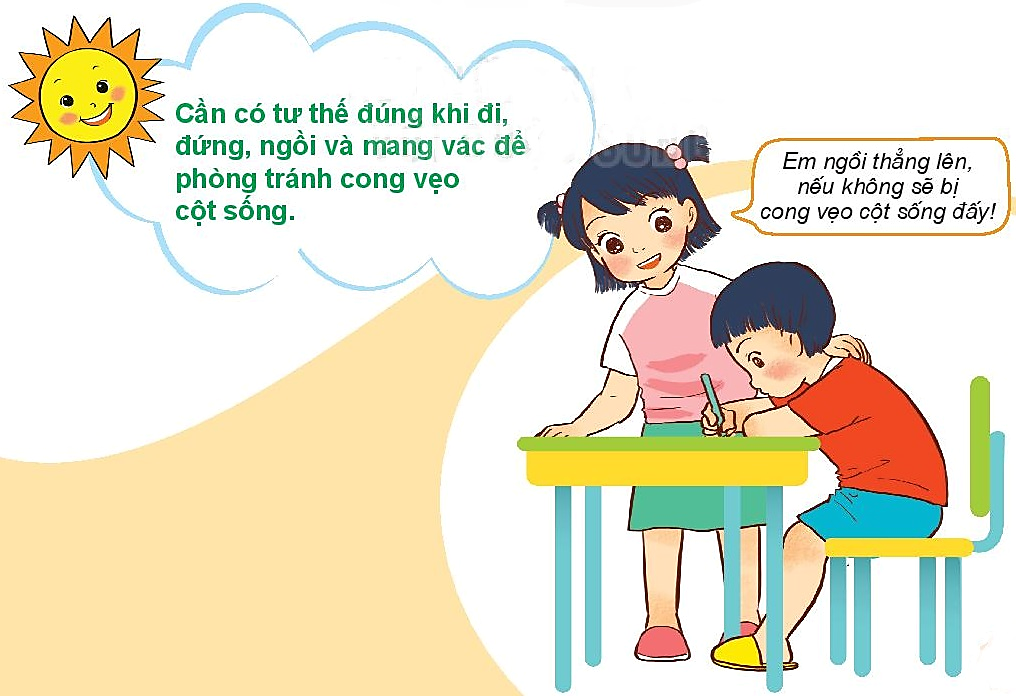 Cần có tư thế đúng khi đi,
đứng, ngồi và mang vác để
phòng tránh cong vẹo
cột sống.
Em ngồi thẳng lên,
nếu không sẽ bị
cong vẹo cột sống đấy!